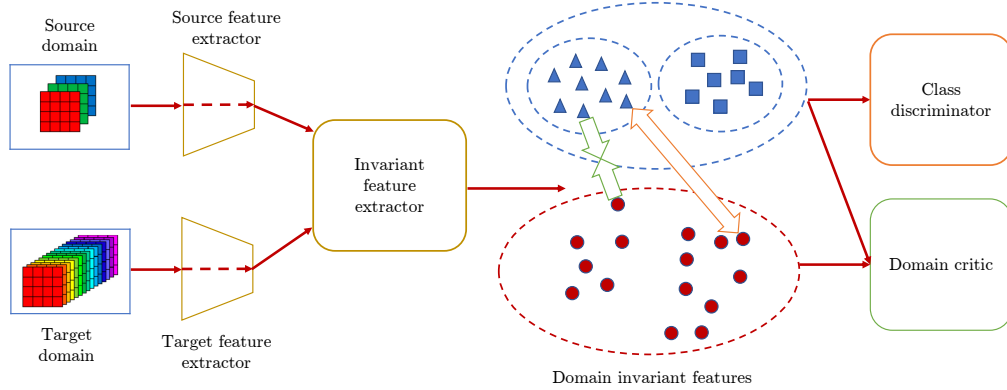 Source
domain
Source feature
extractor
Invariant
feature
extractor
Class
discriminator
Domain critic
Target
domain
Target feature
extractor
Domain invariant features